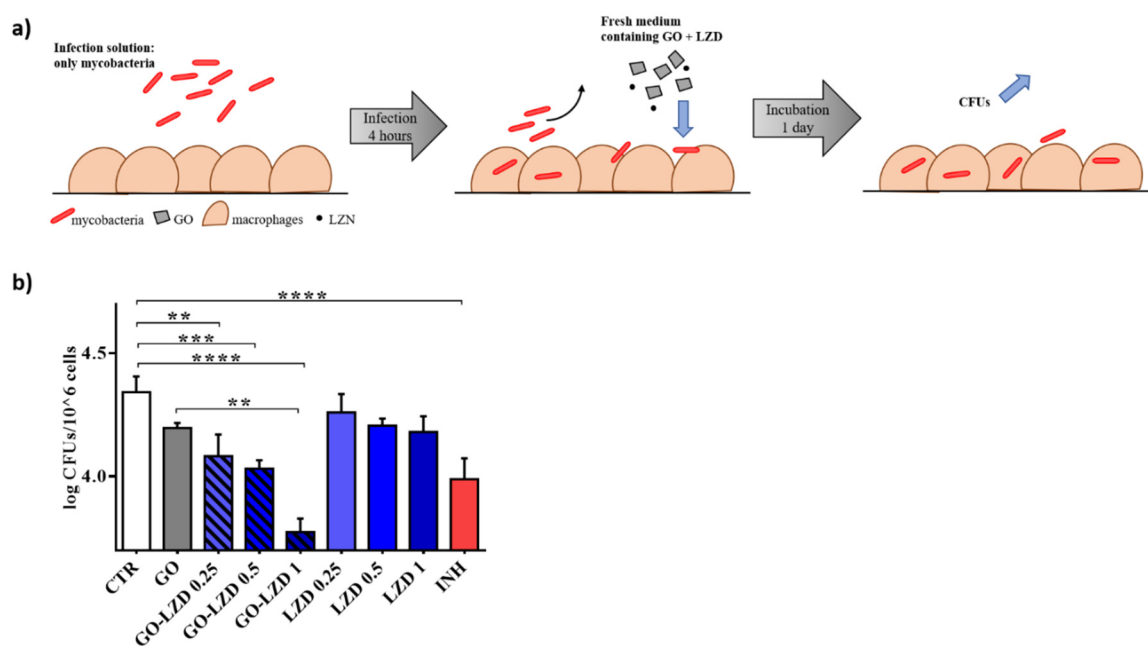 a)
Infection solution:
only mycobacteria
Infection
4 hours
Fresh medium
containing GO + LZD
Incubation
1 day
CFUs
mycobacteria
GO
macrophages
LZN
b)
log CFUs/10^6 cells
4.5
4.0
****
**
***
****
**
CTR
GO
GO-LZD 0.25
GO-LZD 0.5
GO-LZD 1
LZD 0.25
LZD 0.5
LZD 1
INH